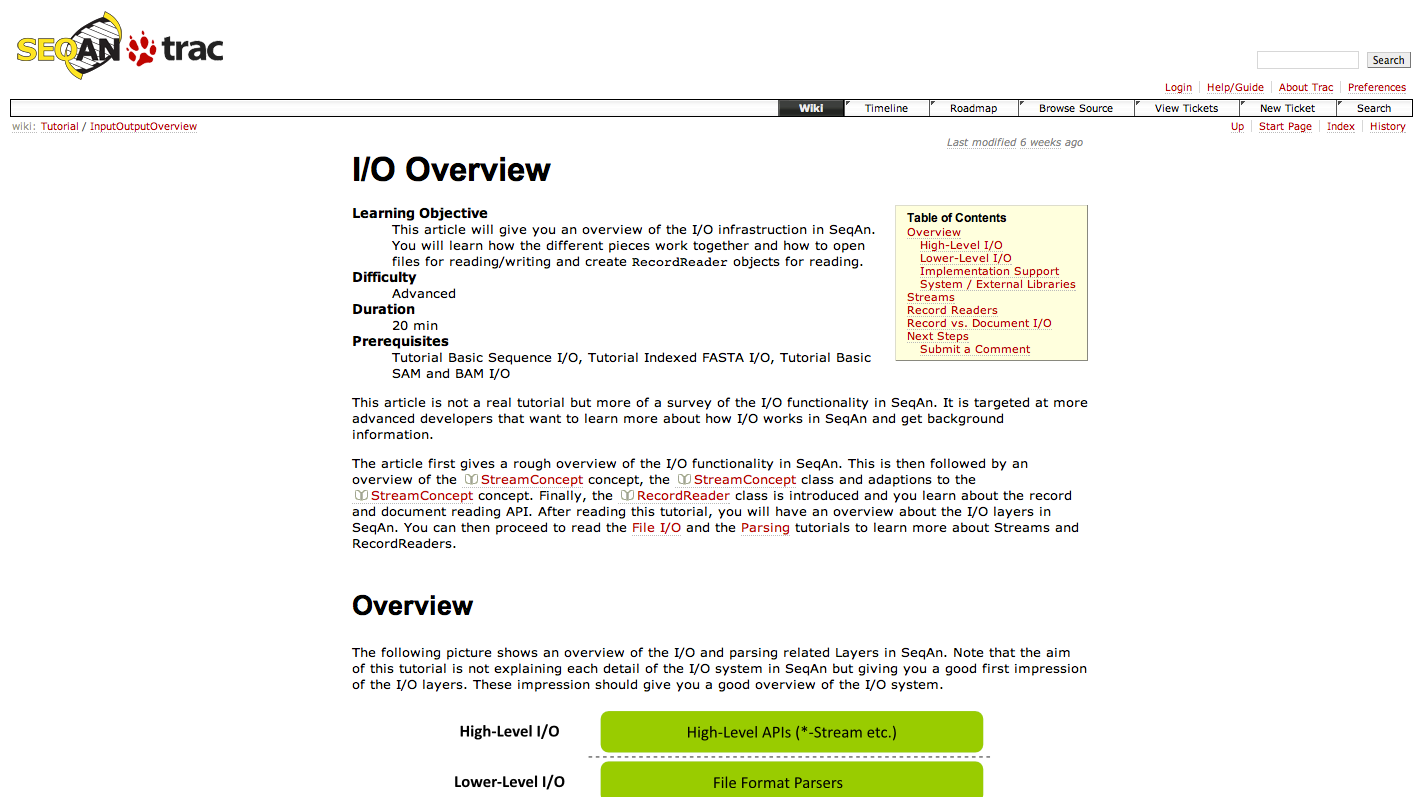 SEQAN trac
Search
Login Help/Guide About Trac Preferences
Wiki Timeline Roadmap Browse Source View Tickets New Ticket Search
wiki: Tutorial / InputOutputOverview
Up Start Page Index History
Last modified 6 weeks ago
I/O Overview
Learning Objective
This article will give you an overview of the I/O infrastruction in SeqAn.
You will learn how the different pieces work together and how to open
files for reading/writing and create RecordReader objects for reading.
Difficulty
Advanced
Duration
20 min
Prerequisites
Tutorial Basic Sequence I/O, Tutorial Indexed FASTA I/O, Tutorial Basic
SAM and BAM I/O
Table of Contents
Overview
High-Level I/O
Lower-Level I/O
Implementation Support
System / External Libraries
Streams
Record Readers
Record vs. Document I/O
Next Steps
Submit a Comment
This article is not a real tutorial but more of a survey of the I/O functionality in SeqAn. It is targeted at more
advanced developers that want to learn more about how I/O works in SeqAn and get background
information.
The article first gives a rough overview of the I/O functionality in SeqAn. This is then followed by an
overview of the StreamConcept concept, the StreamConcept class and adaptions to the
StreamConcept concept. Finally, the RecordReader class is introduced and you learn about the record
and document reading API. After reading this tutorial, you will have an overview about the I/O layers in
SeqAn. You can then proceed to read the File I/O and the Parsing tutorials to learn more about Streams and
RecordReaders.
Overview
The following picture shows an overview of the I/O and parsing related Layers in SeqAn. Note that the aim
of this tutorial is not explaining each detail of the I/O system in SeqAn but giving you a good first impression
of the I/O layers. These impression should give you a good overview of the I/O system.
High-Level I/O High-Level APIs (*-Stream etc.)
Lower-Level I/O File Format Parsers